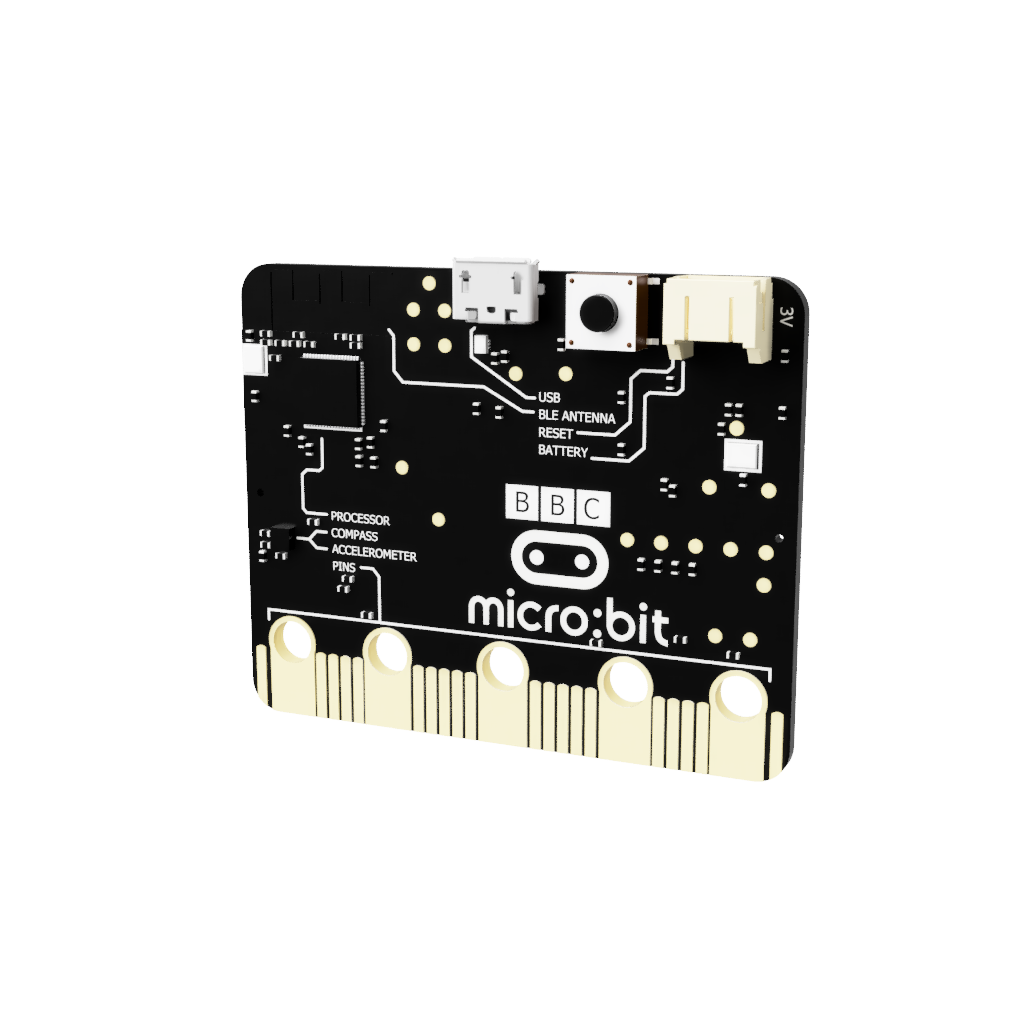 3V
USB
BLE ANTENNA
RESET
BATTERY
BBC
PROCESSOR
COMPASS
ACCELEROMETER
PINS
micro:bit